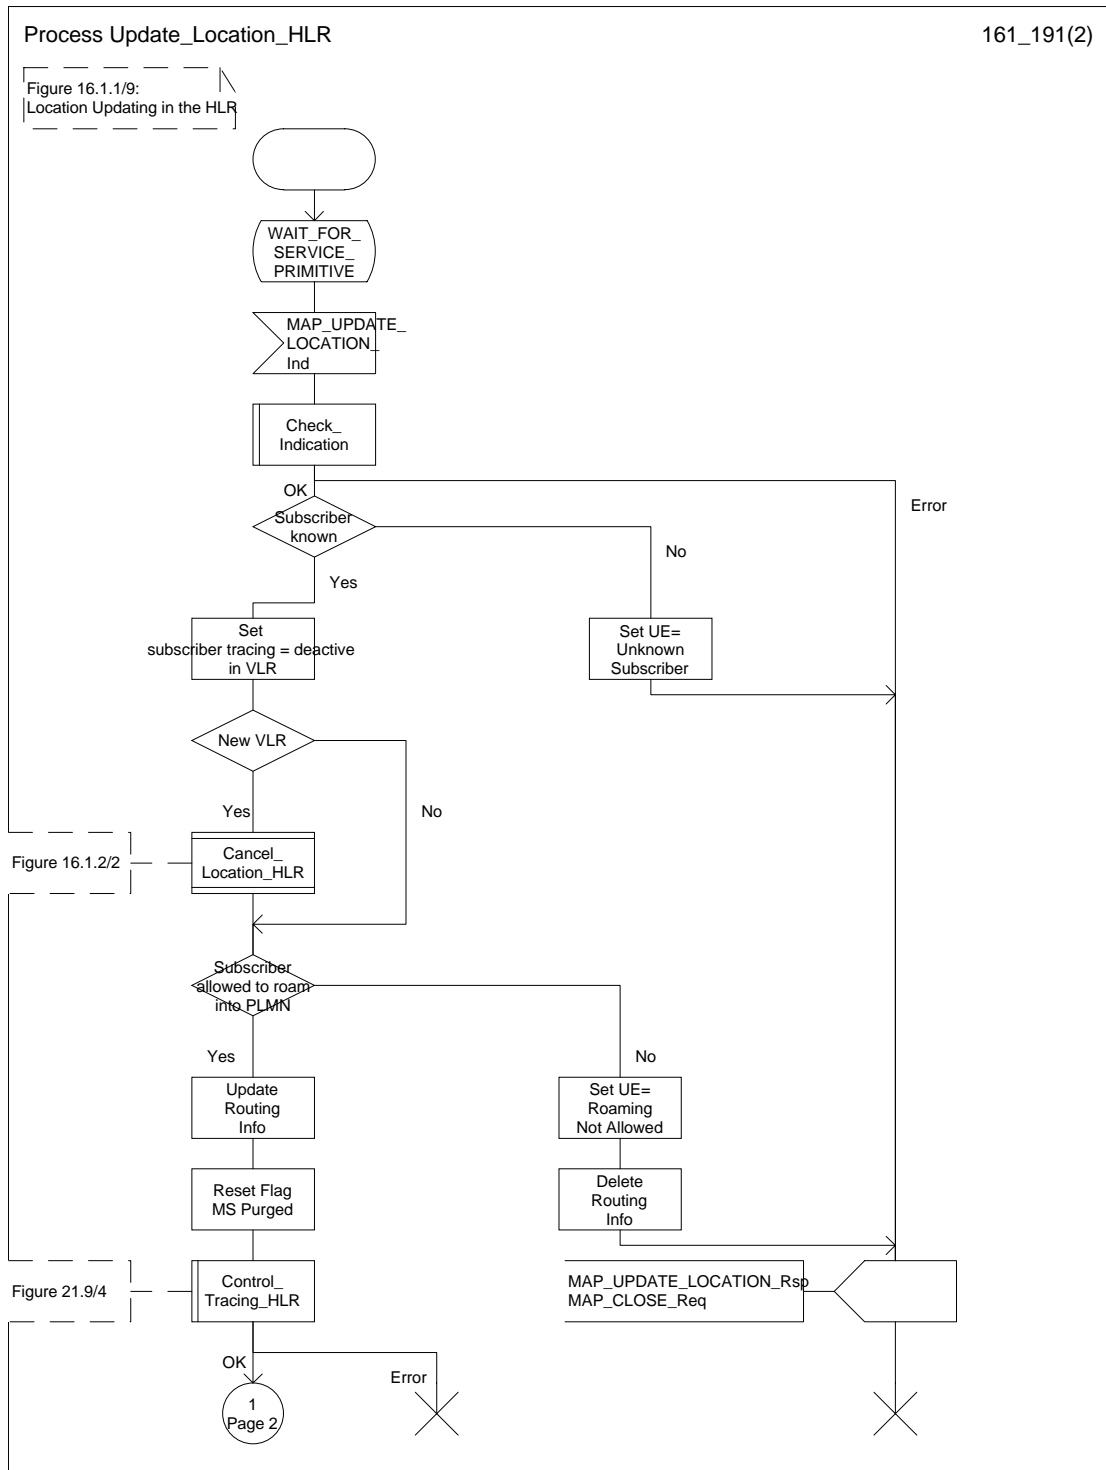 Process Update_Location_HLR
161_191(2)
Figure 16.1.1/9:
Location Updating in the HLR
WAIT_FOR_
SERVICE_
PRIMITIVE
MAP_UPDATE_
LOCATION_
Ind
Check_
Indication
OK
Error
Subscriber
known
No
Yes
Set
subscriber tracing = deactive
in VLR
Set UE=
Unknown
Subscriber
New VLR
Yes
No
Figure 16.1.2/2
Cancel_
Location_HLR
Subscriber
allowed to roam
into PLMN
Yes
No
Update
Routing
Info
Set UE=
Roaming
Not Allowed
Reset Flag
MS Purged
Delete
Routing
Info
Figure 21.9/4
Control_
Tracing_HLR
MAP_UPDATE_LOCATION_Rsp
MAP_CLOSE_Req
OK
Error
1
Page 2